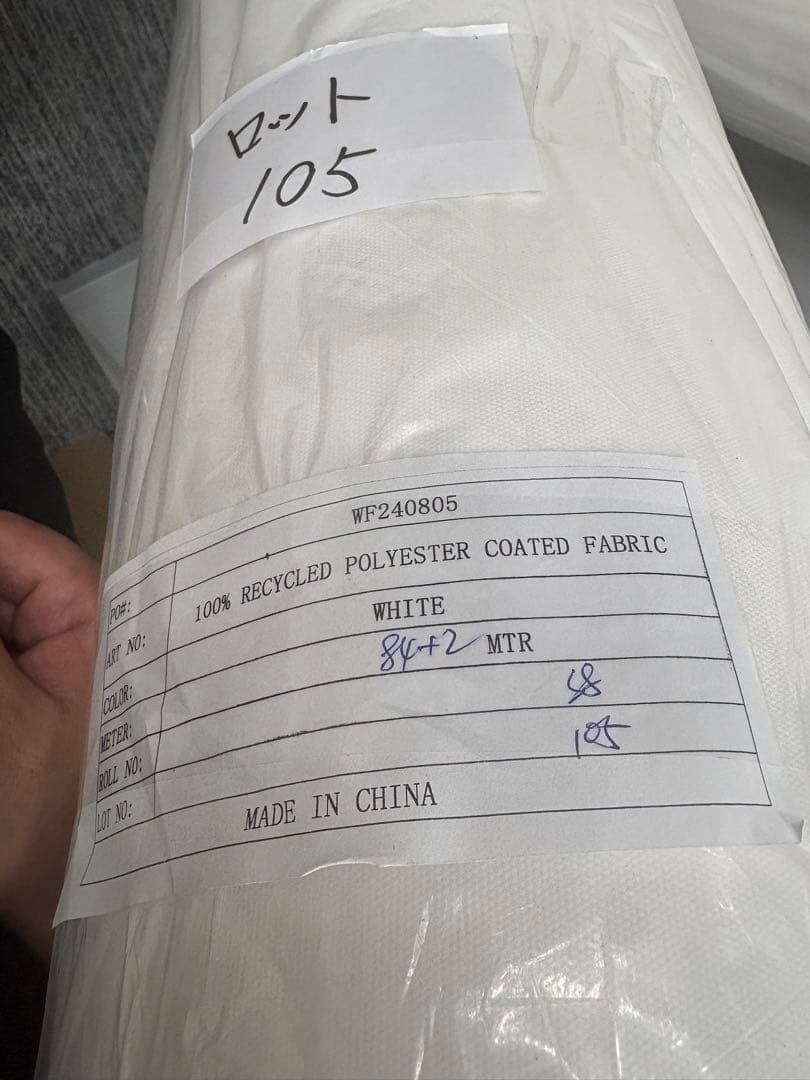 ロット
105
PO#: WF240805
ART NO: 100% RECYCLED POLYESTER COATED FABRIC
COLOR: WHITE
METER: 84+2 MTR
ROLL NO:
LOT NO: 105
MADE IN CHINA